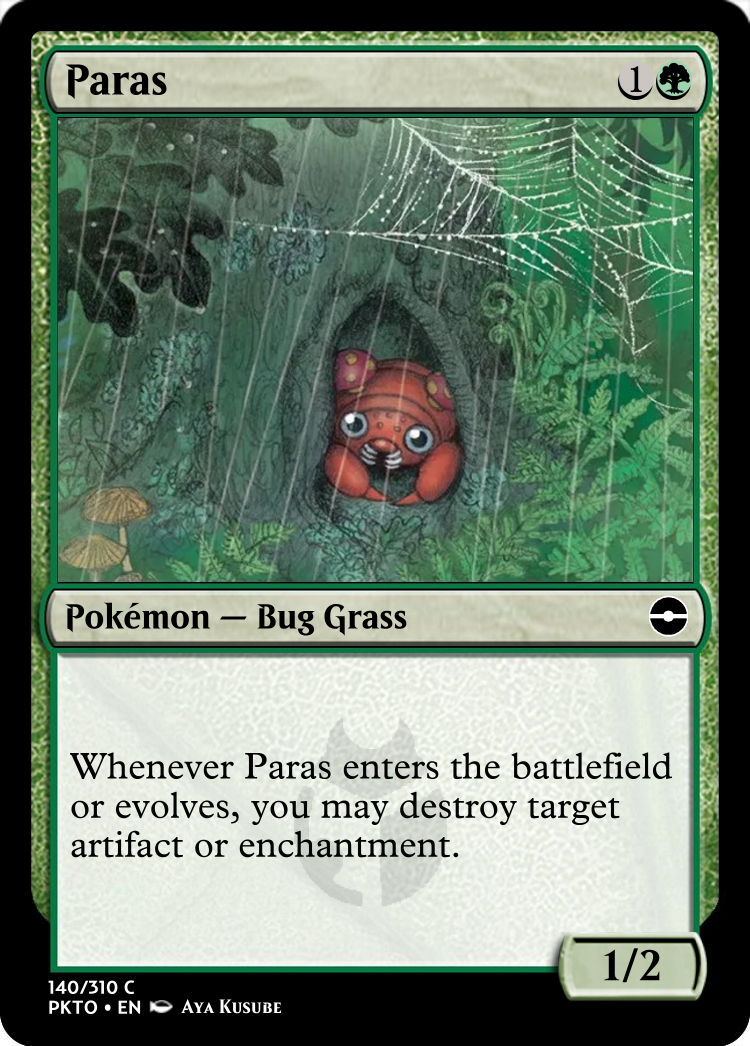 Paras
1
Pokémon — Bug Grass
Whenever Paras enters the battlefield
or evolves, you may destroy target
artifact or enchantment.
1/2
140/310 C
PKTO • EN Aya Kusube